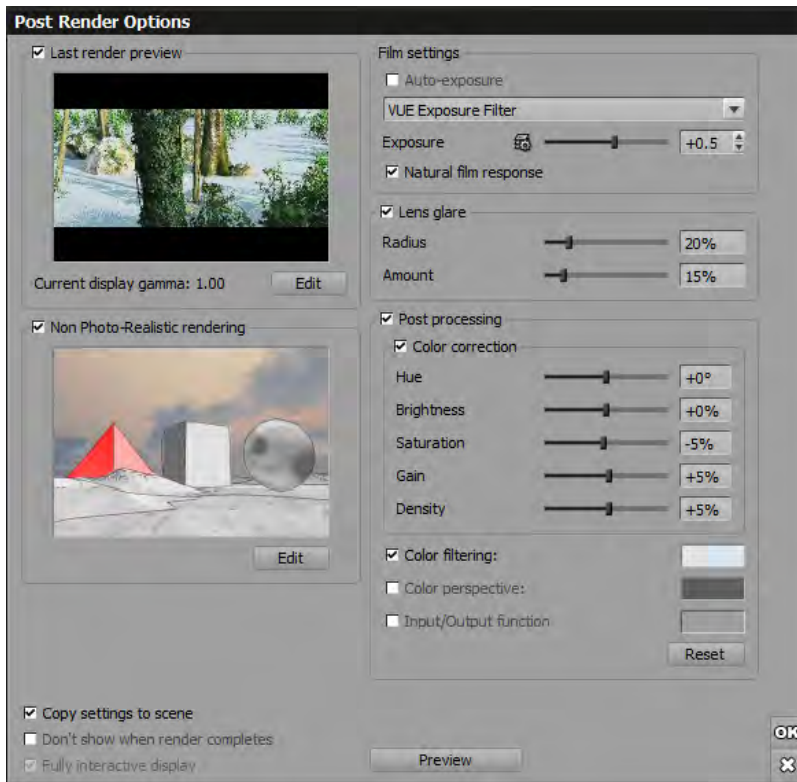 Post Render Options
Last render preview
Current display gamma: 1.00
Edit
Non Photo-Realistic rendering
Edit
Film settings
Auto-exposure
VUE Exposure Filter
Exposure
+0.5
Natural film response
Lens glare
Radius
20%
Amount
15%
Post processing
Color correction
Hue
+0°
Brightness
+0%
Saturation
-5%
Gain
+5%
Density
+5%
Color filtering:
Color perspective:
Input/Output function
Reset
Copy settings to scene
Don't show when render completes
Fully interactive display
Preview
OK